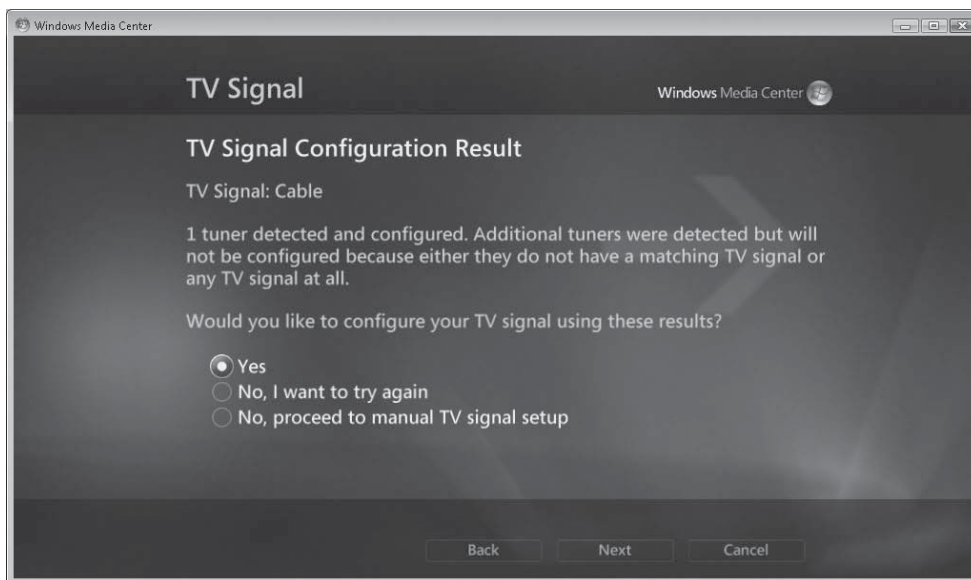 Windows Media Center
TV Signal
Windows Media Center
TV Signal Configuration Result
TV Signal: Cable
1 tuner detected and configured. Additional tuners were detected but will
not be configured because either they do not have a matching TV signal or
any TV signal at all.
Would you like to configure your TV signal using these results?
Yes
No, I want to try again
No, proceed to manual TV signal setup
Back Next Cancel